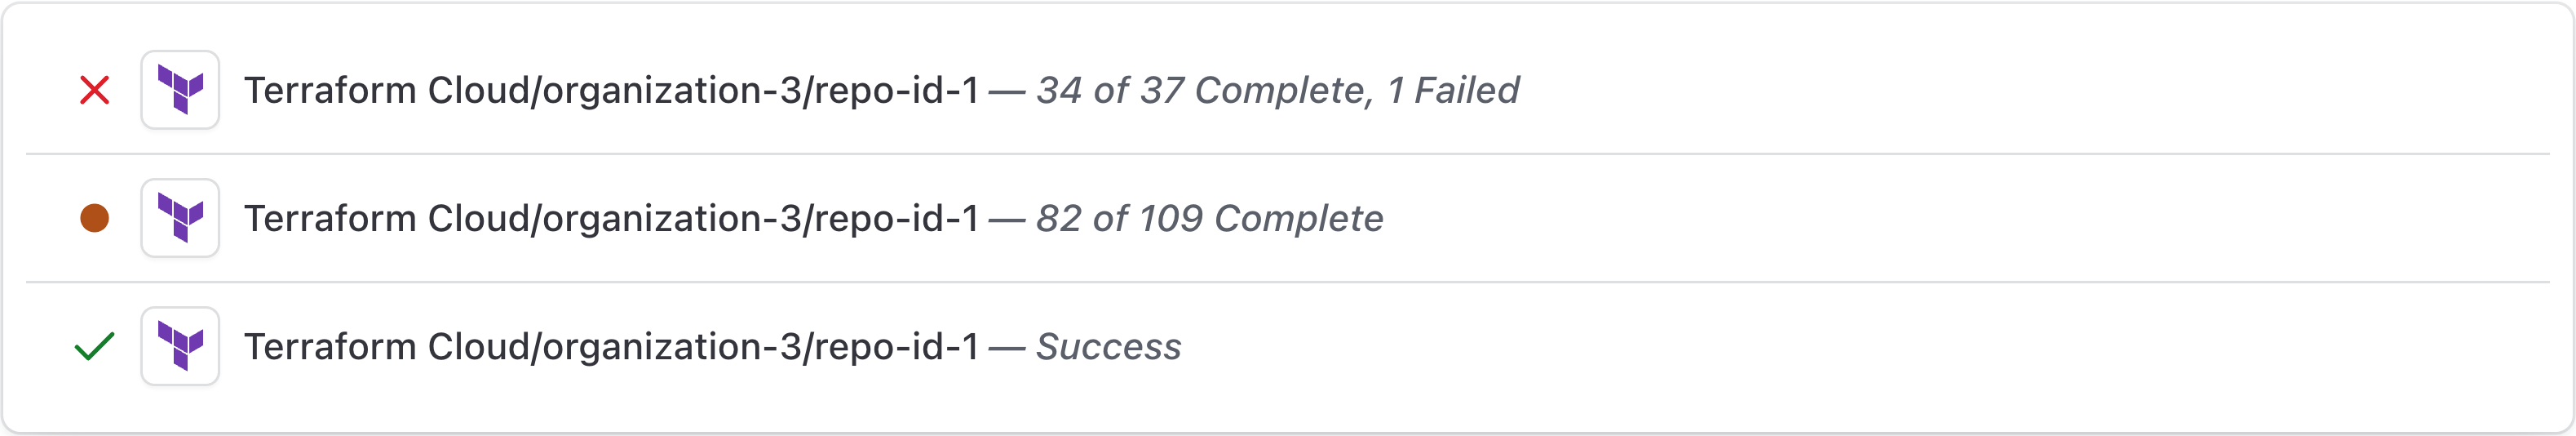 Terraform Cloud/organization-3/repo-id-1 — 34 of 37 Complete, 1 Failed
Terraform Cloud/organization-3/repo-id-1 — 82 of 109 Complete
Terraform Cloud/organization-3/repo-id-1 — Success